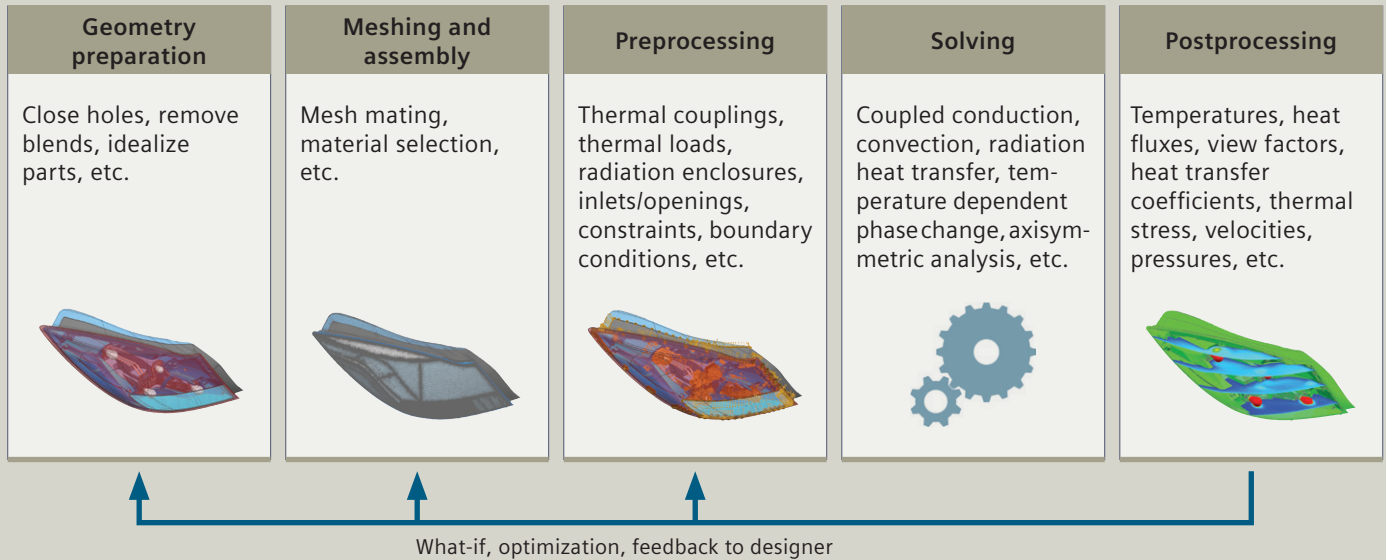 Geometry
preparation
Close holes, remove
blends, idealize
parts, etc.
Meshing and
assembly
Mesh mating,
material selection,
etc.
Preprocessing
Thermal couplings,
thermal loads,
radiation enclosures,
inlets/openings,
constraints, boundary
conditions, etc.
Solving
Coupled conduction,
convection, radiation
heat transfer, tem-
perature dependent
phase change, axisym-
metric analysis, etc.
Postprocessing
Temperatures, heat
fluxes, view factors,
heat transfer
coefficients, thermal
stress, velocities,
pressures, etc.
What-if, optimization, feedback to designer